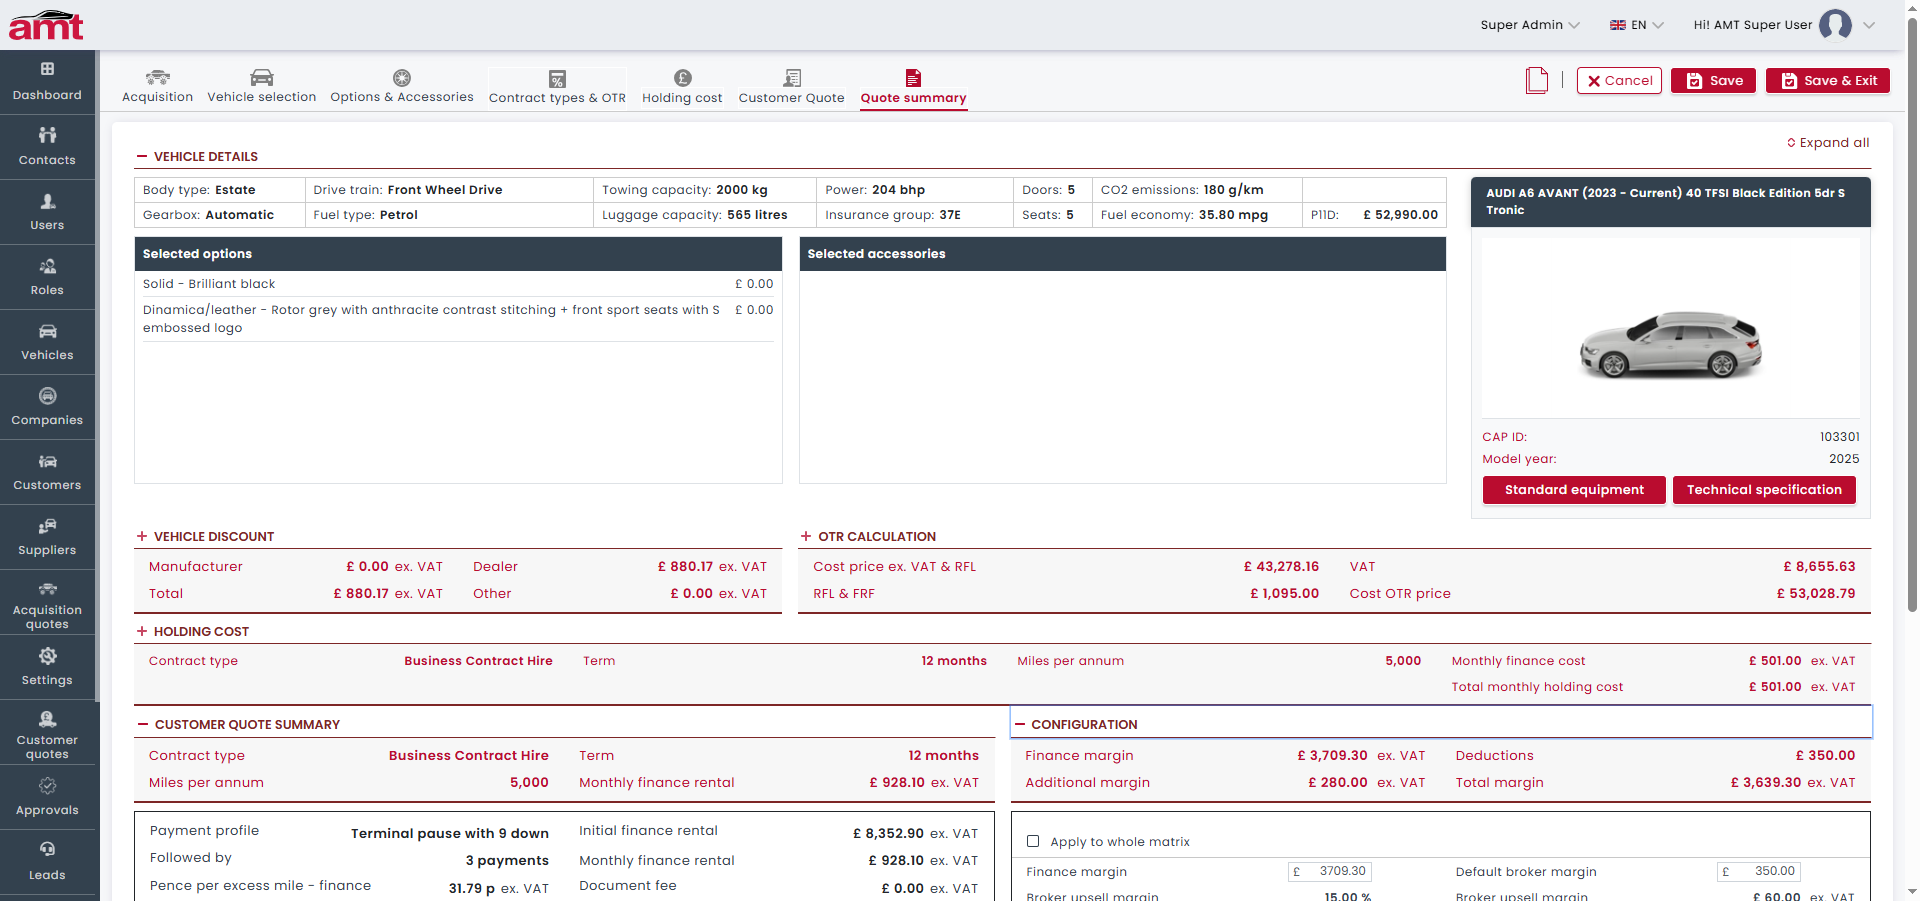 amt
Super Admin
EN
Hi! AMT Super User
Dashboard
Contacts
Users
Roles
Vehicles
Companies
Customers
Suppliers
Acquisition
quotes
Settings
Customer
quotes
Approvals
Leads
Acquisition
Vehicle selection
Options & Accessories
Contract types & OTR
Holding cost
Customer Quote
Quote summary
Cancel
Save
Save & Exit
Expand all
VEHICLE DETAILS
Body type: Estate
Drive train: Front Wheel Drive
Towing capacity: 2000 kg
Power: 204 bhp
Doors: 5
CO2 emissions: 180 g/km
Gearbox: Automatic
Fuel type: Petrol
Luggage capacity: 565 litres
Insurance group: 37E
Seats: 5
Fuel economy: 35.80 mpg
P11D: £ 52,990.00
Selected options
Solid - Brilliant black £ 0.00
Dinamica/leather - Rotor grey with anthracite contrast stitching + front sport seats with S £ 0.00
embossed logo
Selected accessories
AUDI A6 AVANT (2023 - Current) 40 TFSI Black Edition 5dr S
Tronic
CAP ID: 103301
Model year: 2025
Standard equipment
Technical specification
VEHICLE DISCOUNT
Manufacturer £ 0.00 ex. VAT Dealer £ 880.17 ex. VAT
Total £ 880.17 ex. VAT Other £ 0.00 ex. VAT
OTR CALCULATION
Cost price ex. VAT & RFL £ 43,278.16 VAT £ 8,655.63
RFL & FRF £ 1,095.00 Cost OTR price £ 53,028.79
HOLDING COST
Contract type Business Contract Hire Term 12 months Miles per annum 5,000 Monthly finance cost £ 501.00 ex. VAT
Total monthly holding cost £ 501.00 ex. VAT
CUSTOMER QUOTE SUMMARY
Contract type Business Contract Hire Term 12 months
Miles per annum 5,000 Monthly finance rental £ 928.10 ex. VAT
Payment profile Terminal pause with 9 down Initial finance rental £ 8,352.90 ex. VAT
Followed by 3 payments Monthly finance rental £ 928.10 ex. VAT
Pence per excess mile - finance 31.79 p ex. VAT Document fee £ 0.00 ex. VAT
CONFIGURATION
Finance margin £ 3,709.30 ex. VAT Deductions £ 350.00
Additional margin £ 280.00 ex. VAT Total margin £ 3,639.30 ex. VAT
Apply to whole matrix
Finance margin £ 3709.30 Default broker margin £ 350.00
Broker upsell margin 15.00 % Broker upsell margin £ 60.00 ex. VAT